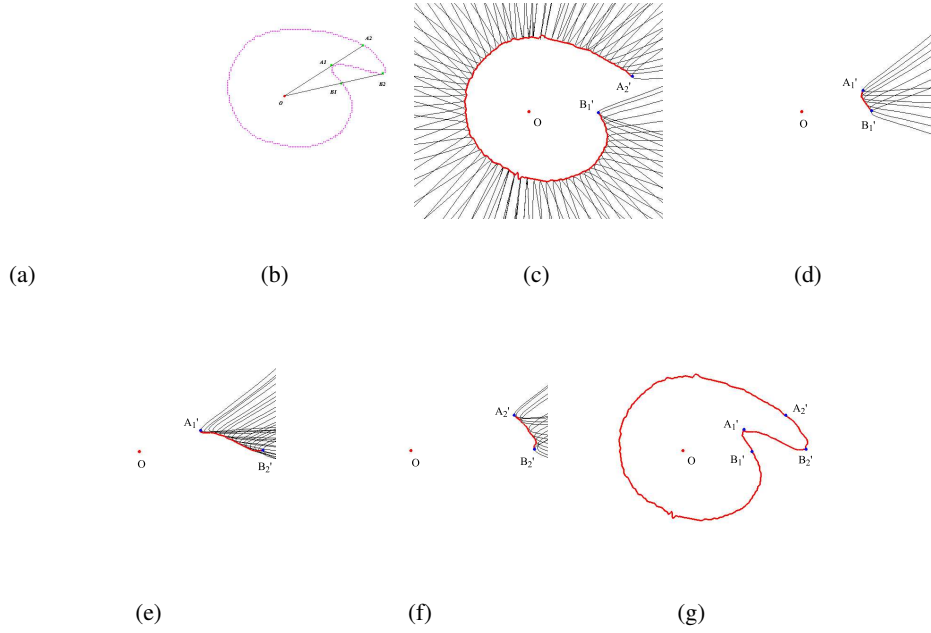 A2
A1
B1
B2
O
A2'
B1'
O
A1'
B1'
O
(a)
(b)
(c)
(d)
A1'
B2'
O
A2'
B2'
O
A1'
A2'
B1'
B2'
O
(e)
(f)
(g)